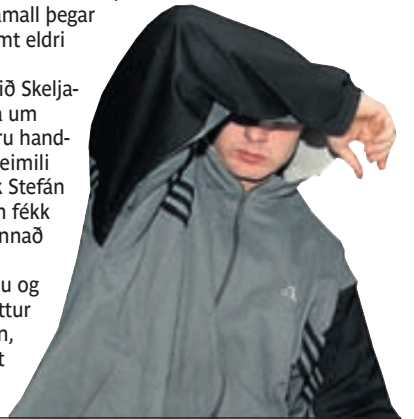 amall þegar
mt eldri
ið Skelja-
um
ru hand-
eimili
Stefán
n fékk
nnað
u og
ttur
n,
t